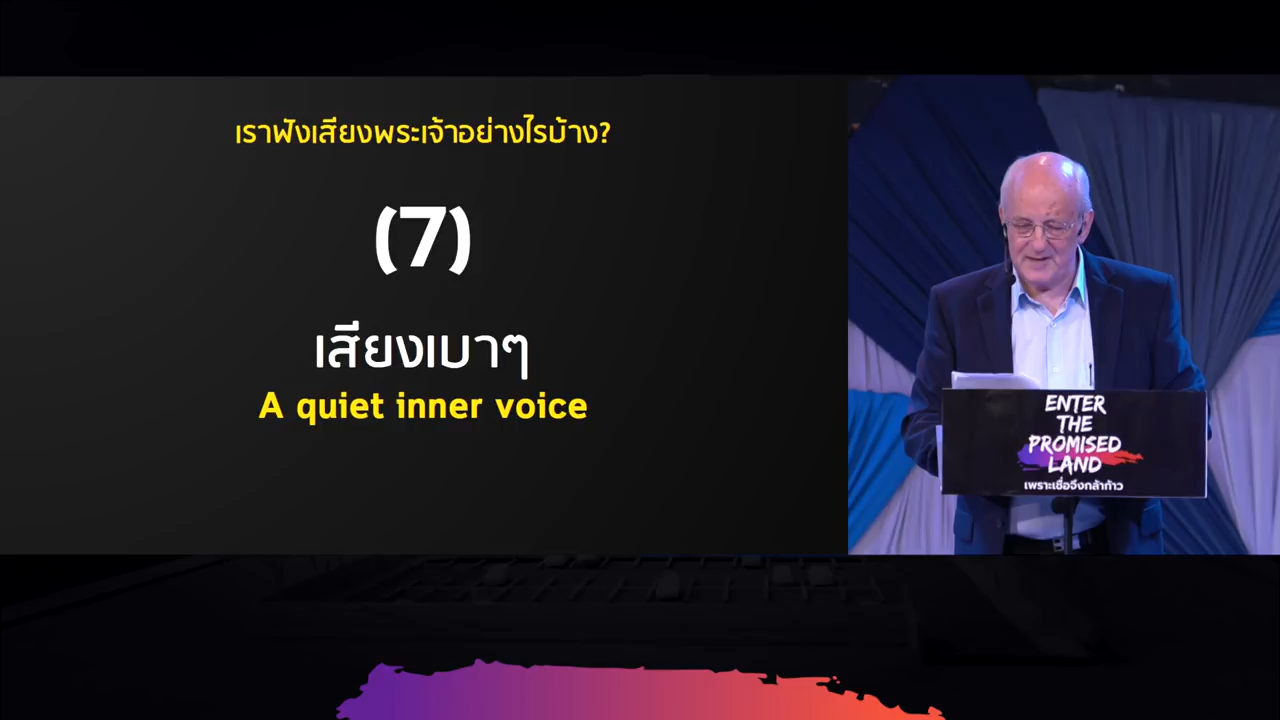 เราฟังเสียงพระเจ้าอย่างไรบ้าง?
(7)
เสียงเบาๆ
A quiet inner voice
ENTER
THE
PROMISED
LAND
เพราะเชื่อจึงกล้าก้าว